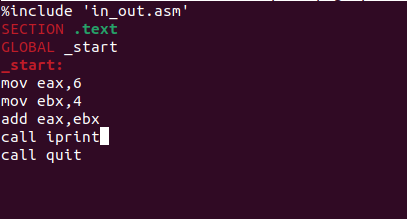 %include 'in_out.asm'
SECTION .text
GLOBAL _start
_start:
mov eax,6
mov ebx,4
add eax,ebx
call iprint
call quit